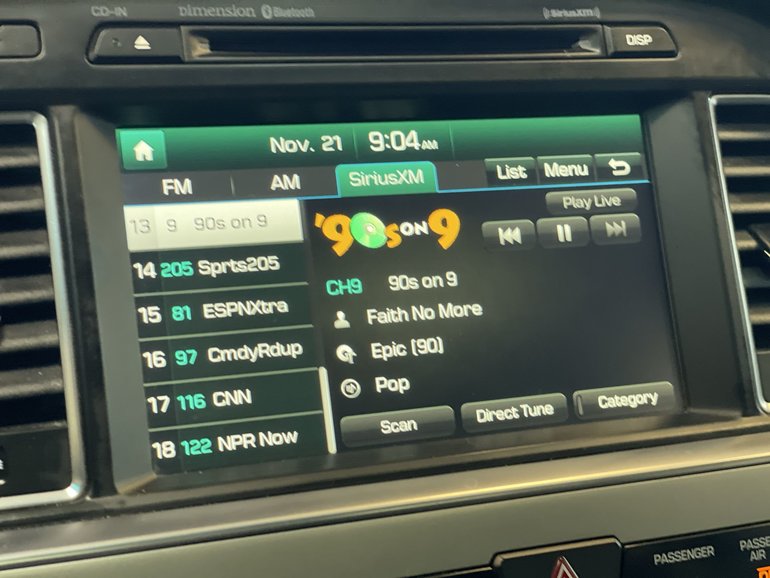 CD-IN
Dimension Bluetooth
((SiriusXM))
DISP
Nov. 21 9:04AM
FM AM SiriusXM List Menu
13 9 90s on 9
14 205 Sprts205
15 81 ESPNXtra
16 97 CmdyRdup
17 116 CNN
18 122 NPR Now
'90s ON 9
Play Live
CH9 90s on 9
Faith No More
Epic (90)
Pop
Scan Direct Tune Category
PASSENGER
AIR